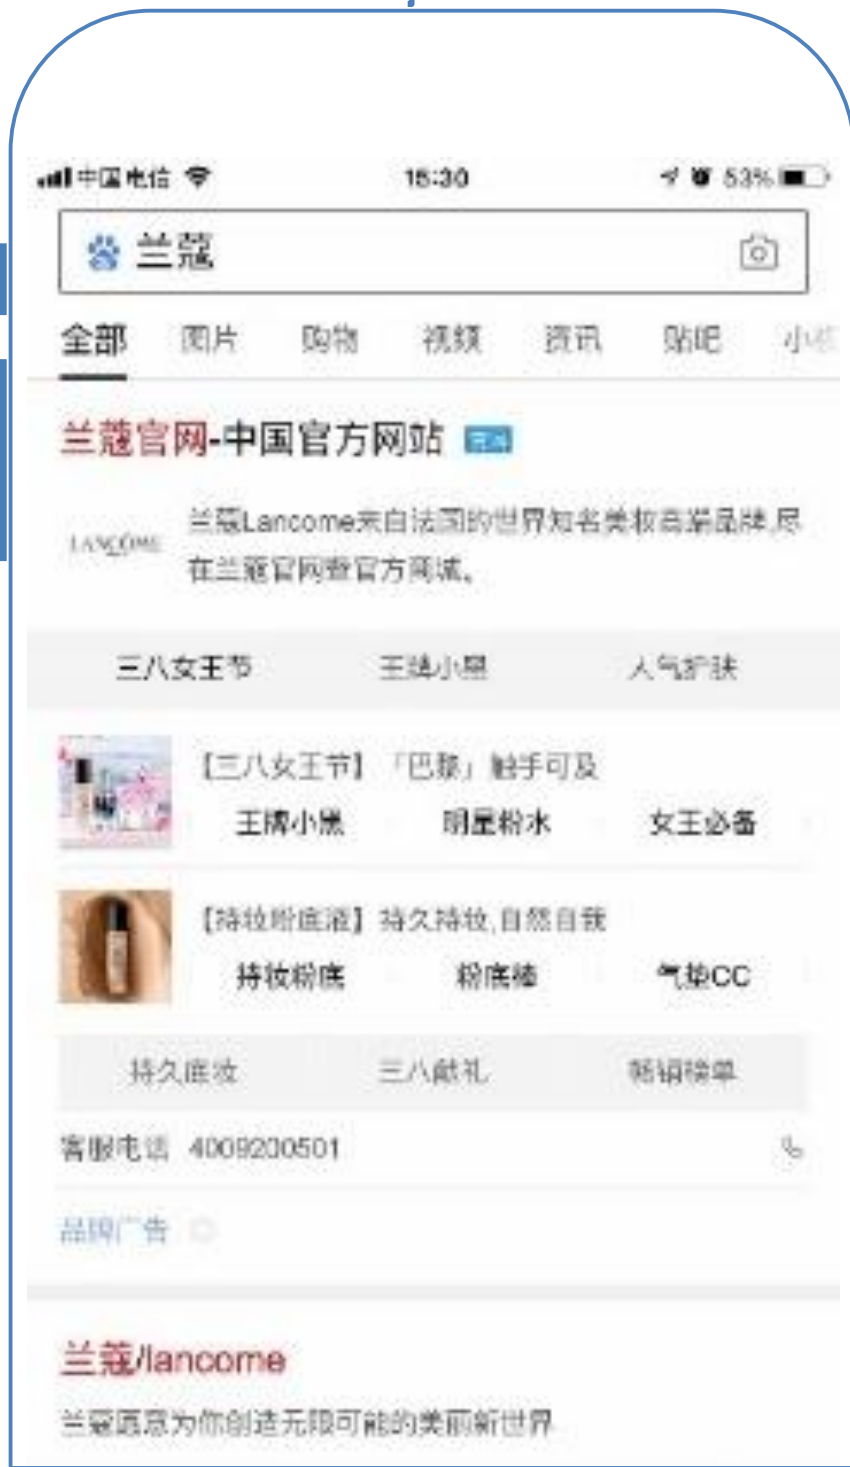 中国电信 15:30 53%
兰蔻
全部 图片 购物 视频 资讯 贴吧 小
兰蔻官网-中国官方网站 官网
LANCÔME
兰蔻Lancome来自法国的世界知名美妆高端品牌,尽
在兰蔻官网暨官方商城。
三八女王节 王牌小黑 人气护肤
【三八女王节】「巴黎」触手可及
王牌小黑 明星粉水 女王必备
【持妆粉底液】持久持妆,自然自我
持妆粉底 粉底棒 气垫CC
持久底妆 三八献礼 畅销榜单
客服电话 4009200501
品牌广告
兰蔻/lancome
兰蔻愿意为你创造无限可能的美丽新世界